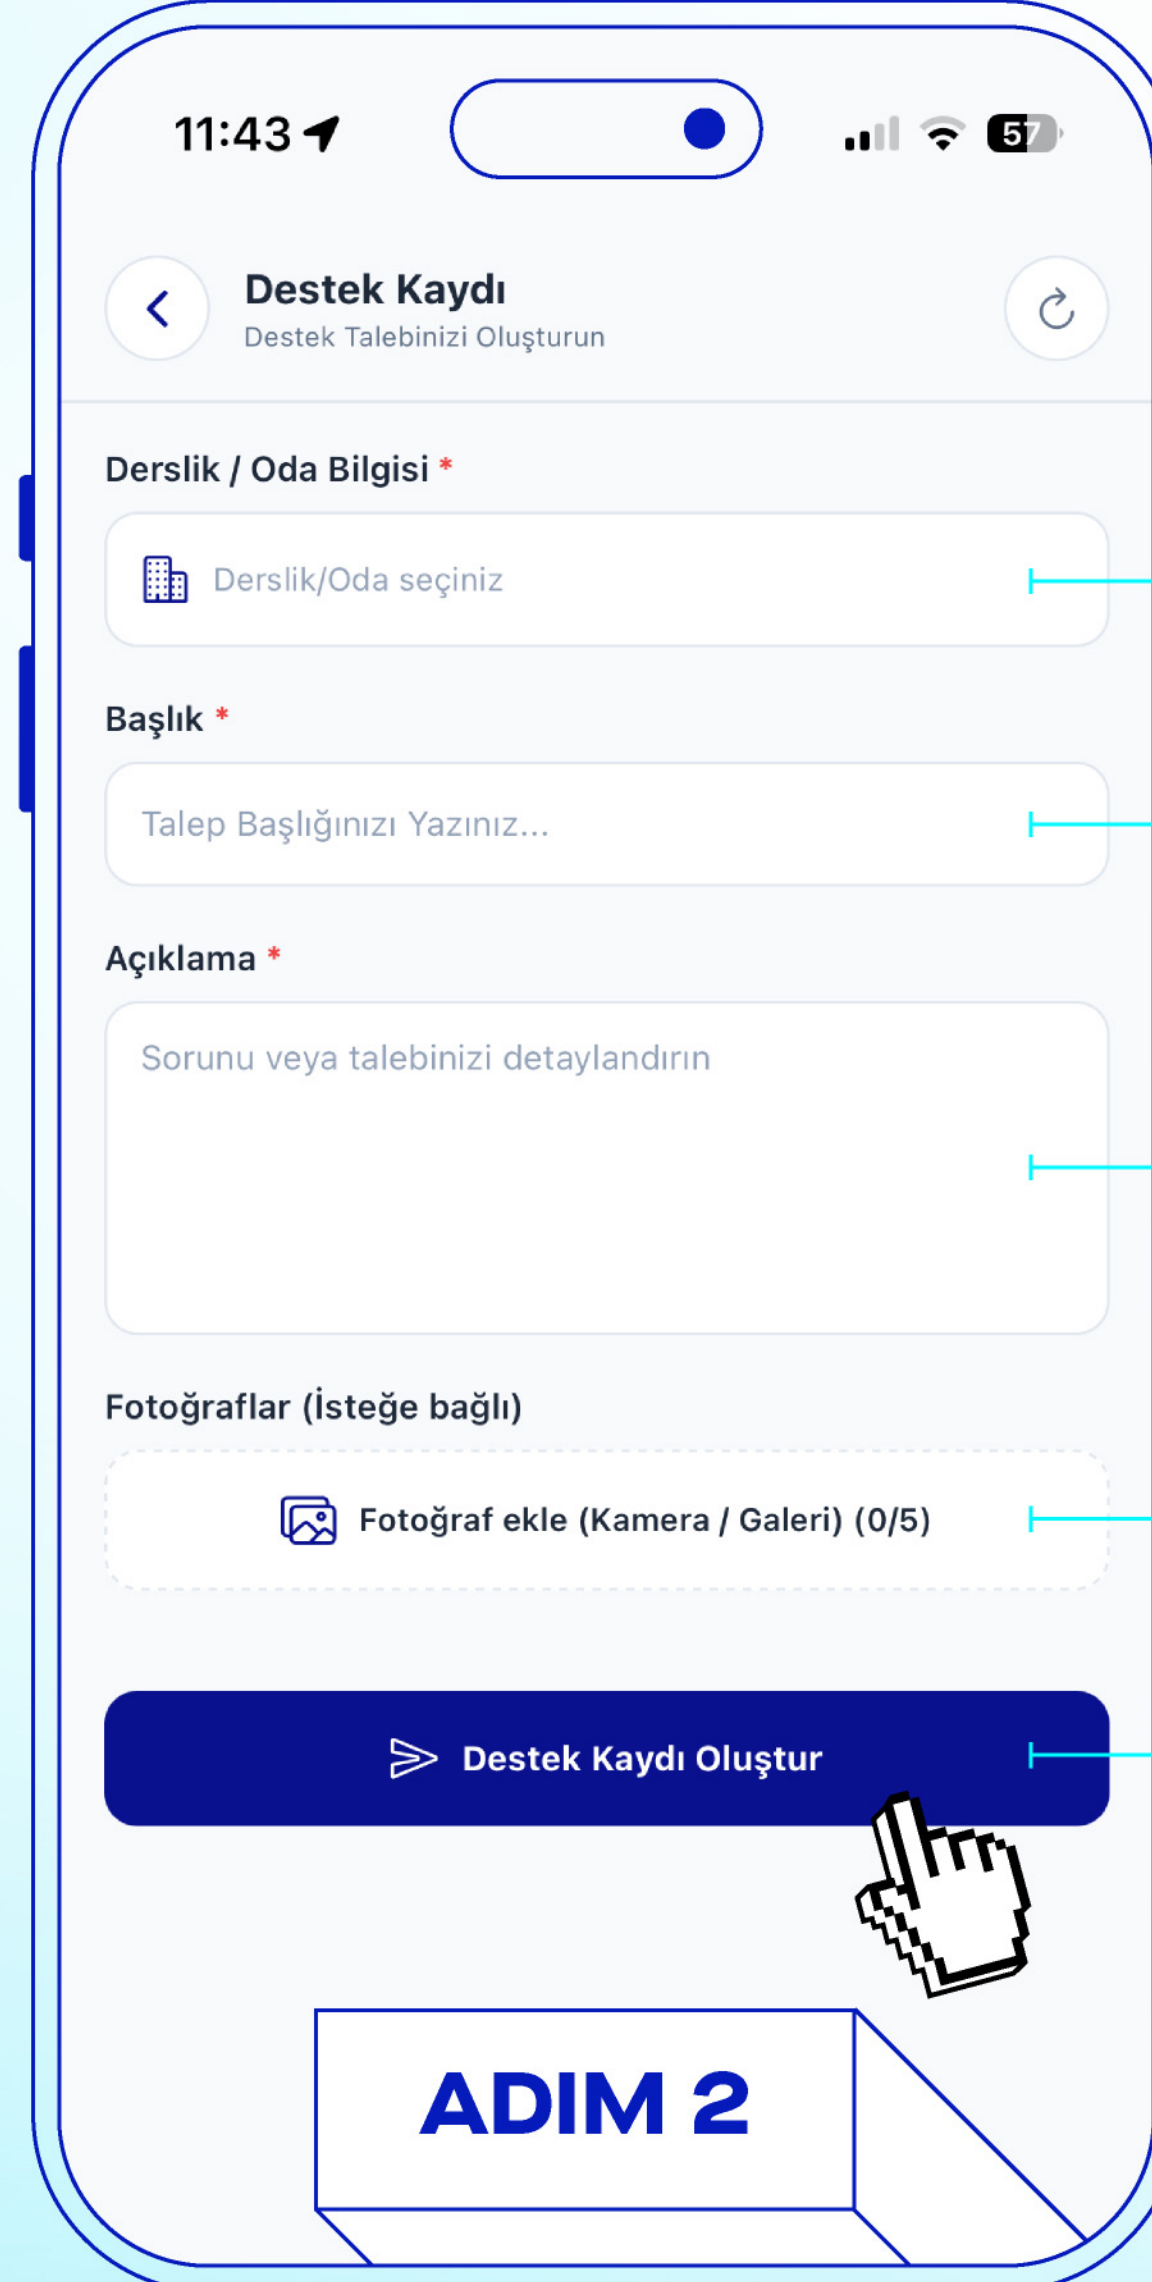 11:43
57
Destek Kaydı
Destek Talebinizi Oluşturun
Derslik / Oda Bilgisi *
Derslik/Oda seçiniz
Başlık *
Talep Başlığınızı Yazınız...
Açıklama *
Sorunu veya talebinizi detaylandırın
Fotoğraflar (İsteğe bağlı)
Fotoğraf ekle (Kamera / Galeri) (0/5)
Destek Kaydı Oluştur
ADIM 2